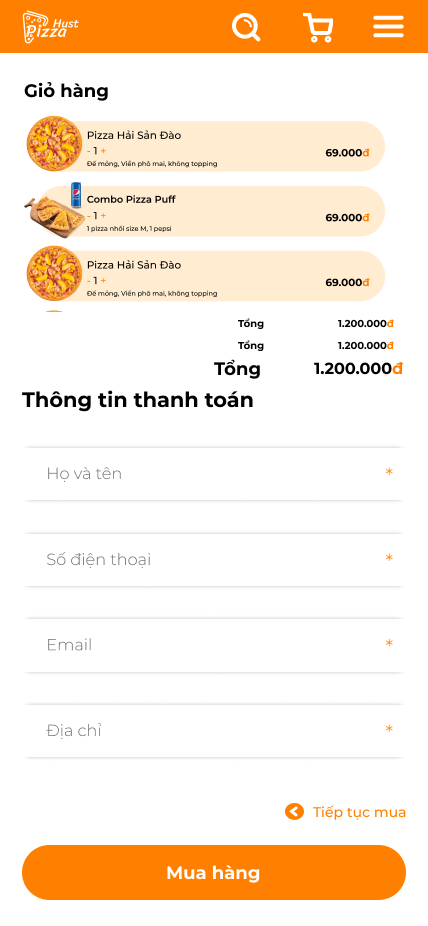 Hust
Pizza
Giỏ hàng
Pizza Hải Sản Đào
- 1 +
69.000đ
Đế mỏng, Viền phô mai, không topping
Combo Pizza Puff
- 1 +
69.000đ
1 pizza nhồi size M, 1 pepsi
Pizza Hải Sản Đào
- 1 +
69.000đ
Đế mỏng, Viền phô mai, không topping
Tổng 1.200.000đ
Tổng 1.200.000đ
Tổng 1.200.000đ
Thông tin thanh toán
Họ và tên *
Số điện thoại *
Email *
Địa chỉ *
Tiếp tục mua
Mua hàng